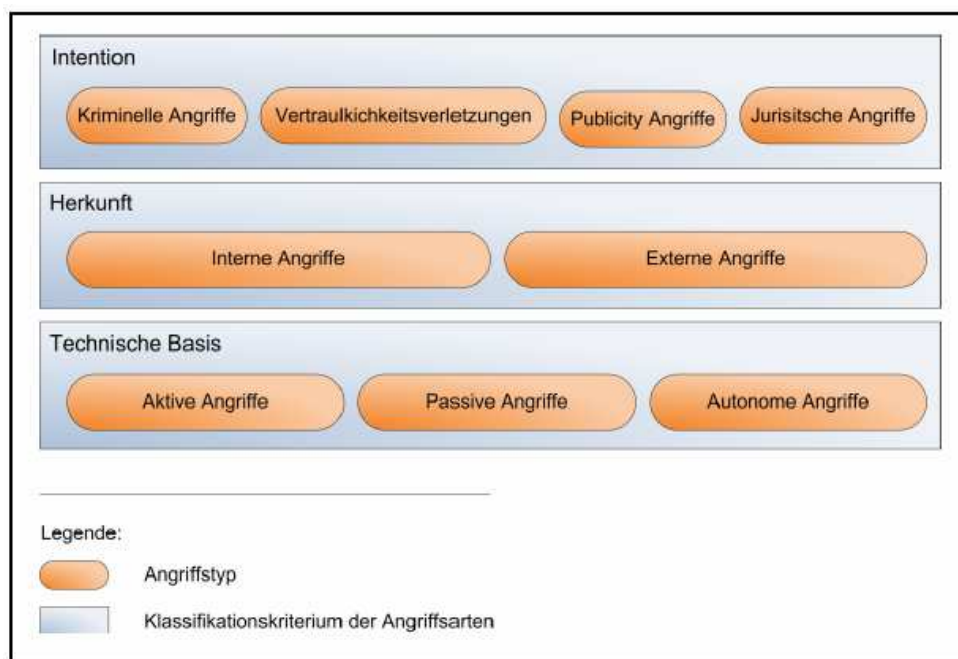 Intention
Kriminelle Angriffe
Vertraulkichkeitsverletzungen
Publicity Angriffe
Jurisitsche Angriffe
Herkunft
Interne Angriffe
Externe Angriffe
Technische Basis
Aktive Angriffe
Passive Angriffe
Autonome Angriffe
Legende:
Angriffstyp
Klassifikationskriterium der Angriffsarten